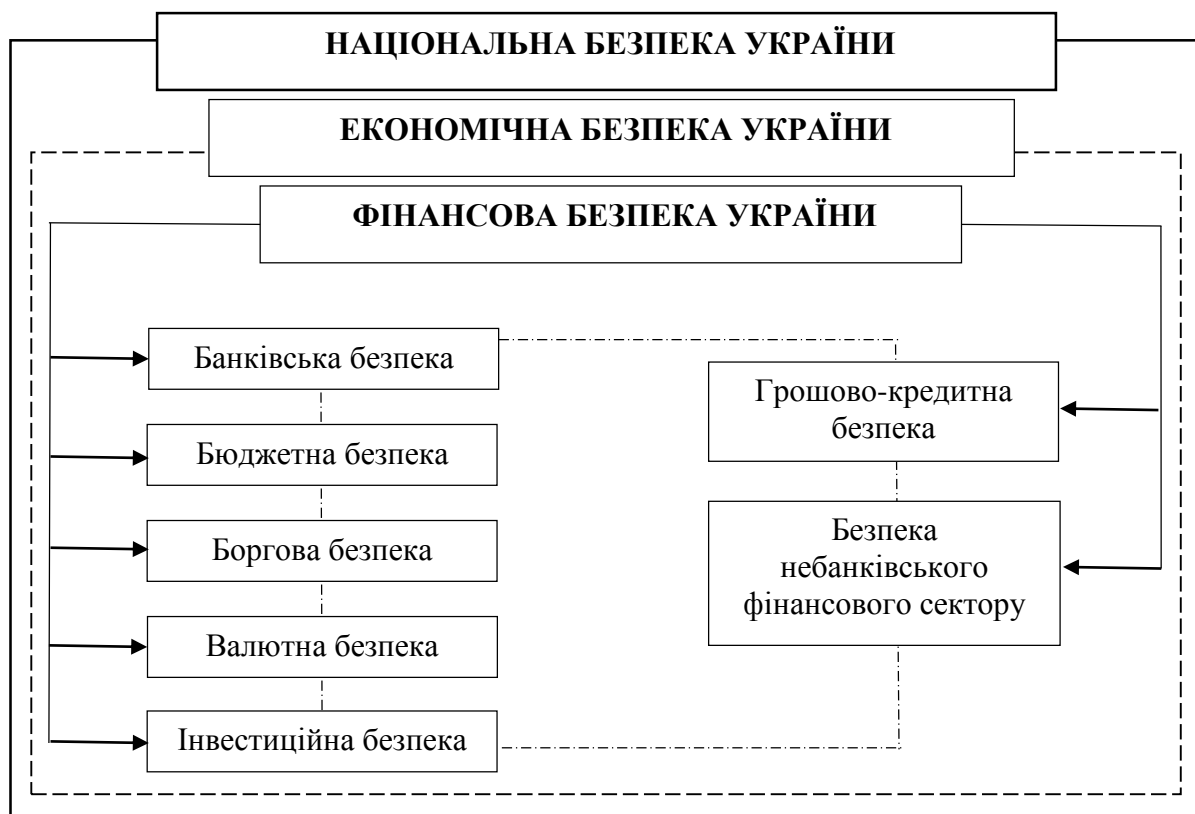 НАЦІОНАЛЬНА БЕЗПЕКА УКРАЇНИ
ЕКОНОМІЧНА БЕЗПЕКА УКРАЇНИ
ФІНАНСОВА БЕЗПЕКА УКРАЇНИ
Банківська безпека
Бюджетна безпека
Боргова безпека
Валютна безпека
Інвестиційна безпека
Грошово-кредитна
безпека
Безпека
небанківського
фінансового сектору